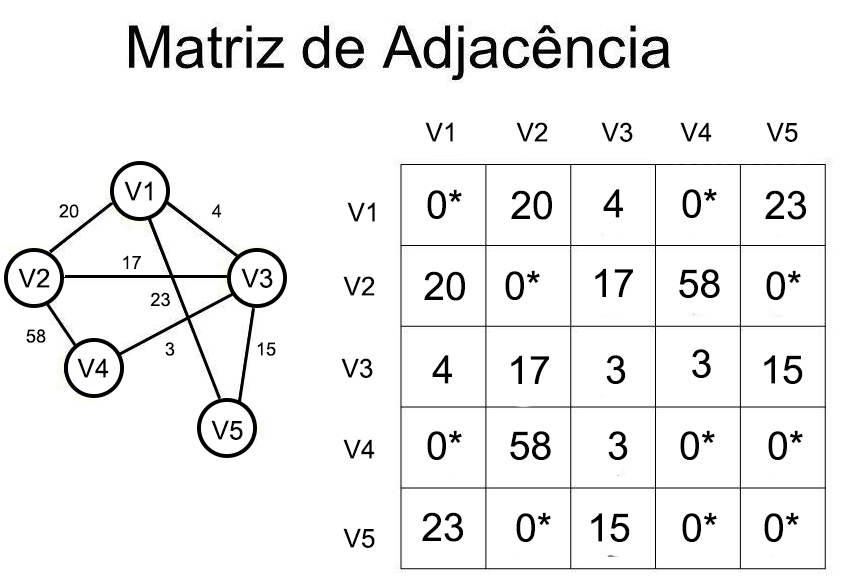 Matriz de Adjacência
V1 V2 V3 V4 V5
V1 0* 20 4 0* 23
V2 20 0* 17 58 0*
V3 4 17 3 3 15
V4 0* 58 3 0* 0*
V5 23 0* 15 0* 0*
V1
20
4
V2
17
V3
23
58
3
15
V4
V5